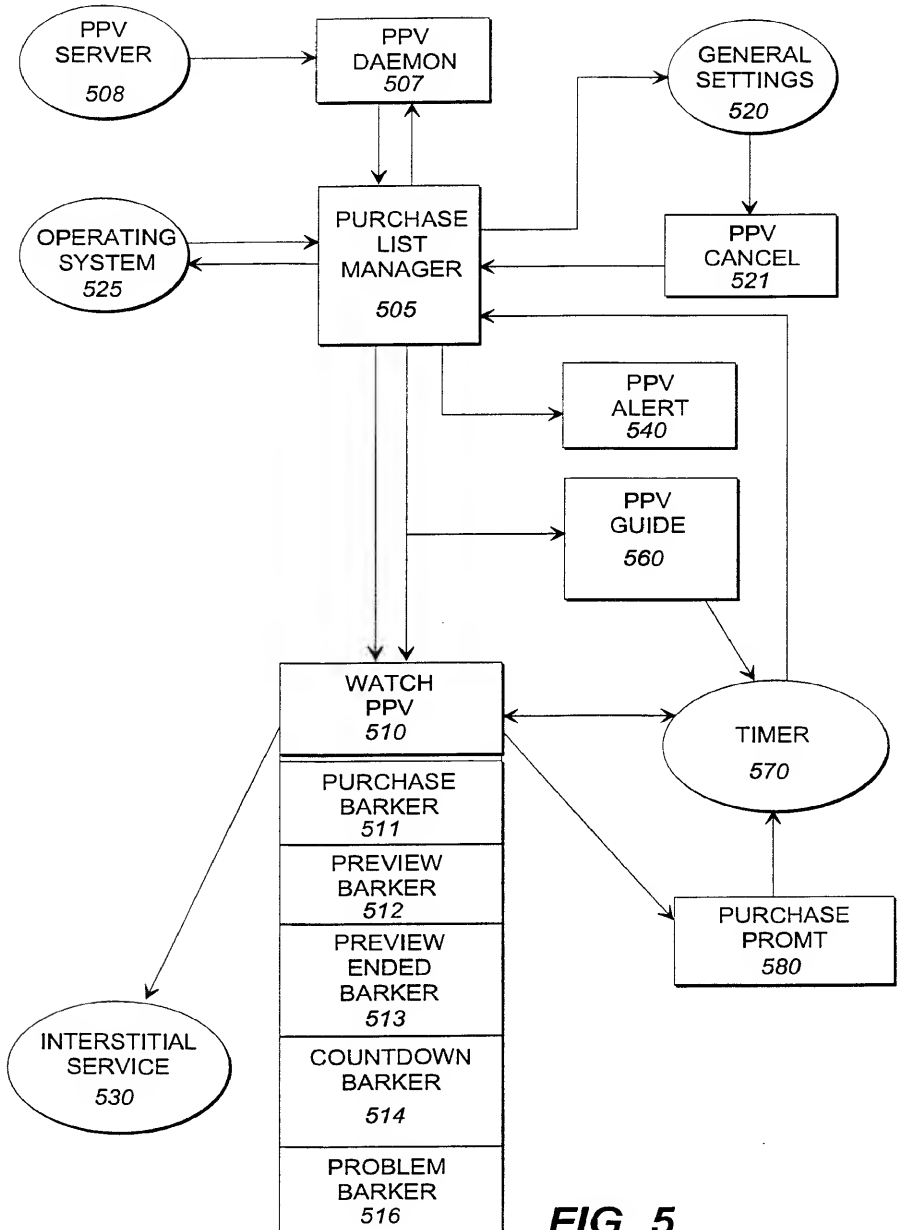 PPV
SERVER
508
PPV
DAEMON
507
GENERAL
SETTINGS
520
OPERATING
SYSTEM
525
PURCHASE
LIST
MANAGER
505
PPV
CANCEL
521
PPV
ALERT
540
PPV
GUIDE
560
WATCH
PPV
510
TIMER
570
PURCHASE
BARKER
511
PREVIEW
BARKER
512
PURCHASE
PROMT
580
PREVIEW
ENDED
BARKER
513
INTERSTITIAL
SERVICE
530
COUNTDOWN
BARKER
514
PROBLEM
BARKER
516
FIG. 5